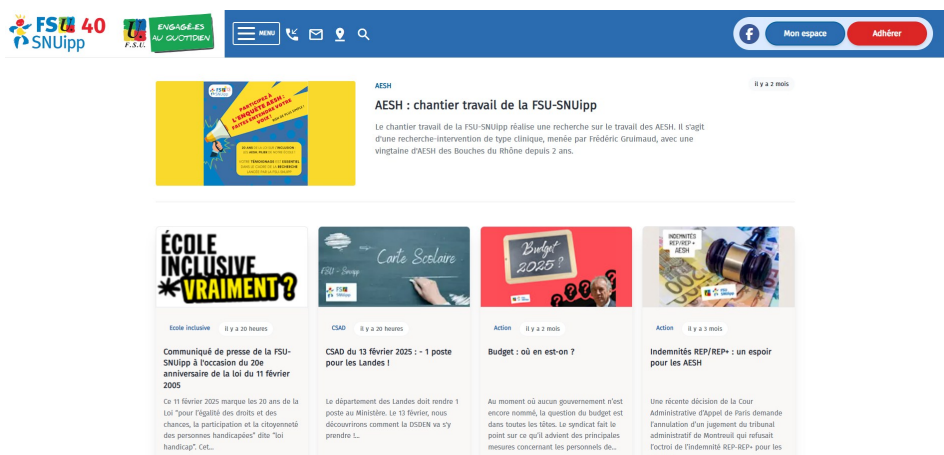 FSU 40
SNUipp
F.S.U.
ENGAGÉ.ES
AU QUOTIDIEN
MENU
Mon espace
Adhérer
FSU
SNUipp
PARTICIPEZ À
L'ENQUÊTE AESH :
FAITES ENTENDRE VOTRE
VOIX !
AESH
il y a 2 mois
AESH : chantier travail de la FSU-SNUipp
Le chantier travail de la FSU-SNUipp réalise une recherche sur le travail des AESH. Il s'agit
d'une recherche-intervention de type clinique, menée par Frédéric Gruimaud, avec une
vingtaine d'AESH des Bouches du Rhône depuis 2 ans.
ÉCOLE
INCLUSIVE
*VRAIMENT?
Carte Scolaire
FSU - Snuipp
FSU
SNUipp
Budget
2025 ?
???
INDEMNITÉS
REP/REP+
AESH
Ecole inclusive
il y a 20 heures
Communiqué de presse de la FSU-
SNUipp à l'occasion du 20e
anniversaire de la loi du 11 février
2005
Ce 11 février 2025 marque les 20 ans de la
Loi "pour l'égalité des droits et des
chances, la participation et la citoyenneté
des personnes handicapées" dite "loi
handicap". Cet...
CSAD
il y a 20 heures
CSAD du 13 février 2025 : - 1 poste
pour les Landes !
Le département des Landes doit rendre 1
poste au Ministère. Le 13 février, nous
découvrirons comment la DSDEN va s'y
prendre !...
Action
il y a 2 mois
Budget : où en est-on ?
Au moment où aucun gouvernement n'est
encore nommé, la question du budget est
dans toutes les têtes. Le syndicat fait le
point sur ce qu'il advient des principales
mesures concernant les personnels de...
Action
il y a 3 mois
Indemnités REP/REP+ : un espoir
pour les AESH
Une récente décision de la Cour
Administrative d'Appel de Paris demande
l'annulation d'un jugement du tribunal
administratif de Montreuil qui refusait
l'octroi de l'indemnité REP-REP+ pour les